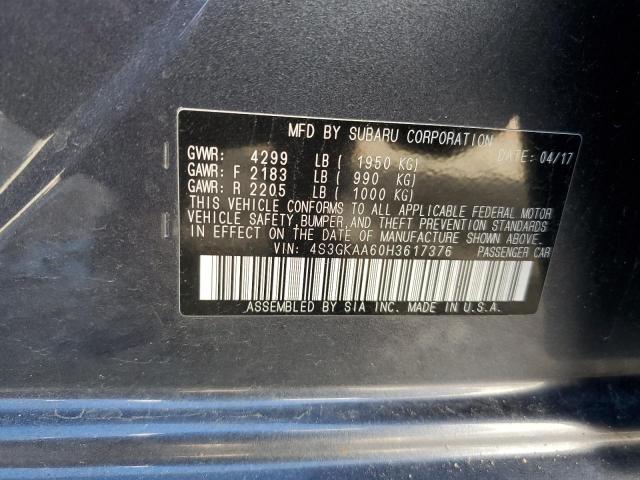 MFD BY SUBARU CORPORATION
GVWR: 4299 LB ( 1950 KG) DATE: 04/17
GAWR: F 2183 LB ( 990 KG)
GAWR: R 2205 LB ( 1000 KG)
THIS VEHICLE CONFORMS TO ALL APPLICABLE FEDERAL MOTOR
VEHICLE SAFETY, BUMPER, AND THEFT PREVENTION STANDARDS
IN EFFECT ON THE DATE OF MANUFACTURE SHOWN ABOVE.
VIN: 4S3GKAA60H3617376 PASSENGER CAR
ASSEMBLED BY SIA INC. MADE IN U.S.A.